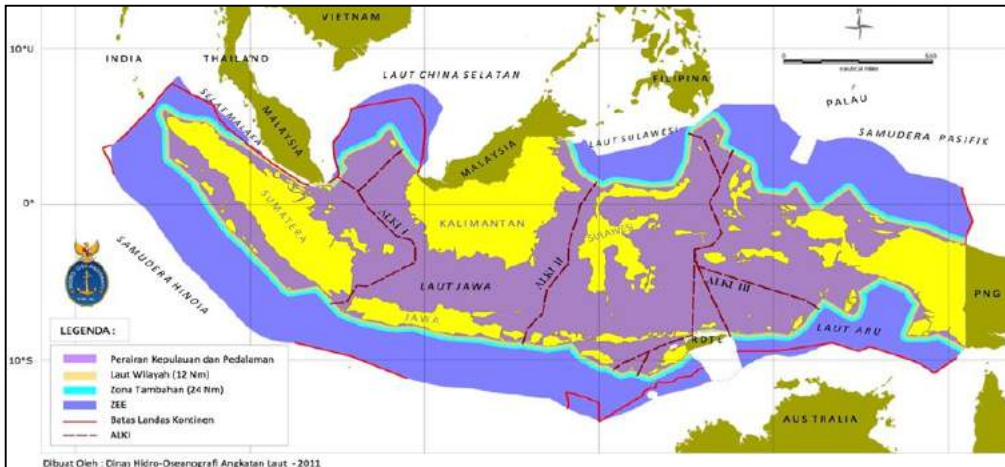 VIETNAM
10°U
INDIA
THAILAND
LAUT CHINA SELATAN
FILIPINA
nautical miles
PALAU
SELAT MALAKA
MALAYSIA
MALAYSIA
LAUT SULAWESI
SAMUDERA PASIFIK
0°
SUMATERA
ALKI I
KALIMANTAN
ALKI II
SULAWESI
ALKI III
SAMUDERA HINDIA
LAUT JAWA
JAWA
PNG
LAUT ARU
RDTL
10°S
AUSTRALIA
LEGENDA :
Perairan Kepulauan dan Pedalaman
Laut Wilayah (12 Nm)
Zona Tambahan (24 Nm)
ZEE
Batas Landas Kontinen
ALKI
Dibuat Oleh : Dinas Hidro-Oseanografi Angkatan Laut - 2011